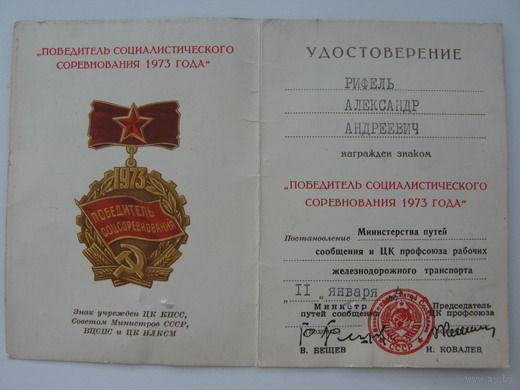 „ПОБЕДИТЕЛЬ СОЦИАЛИСТИЧЕСКОГО
СОРЕВНОВАНИЯ 1973 ГОДА"
1973
ПОБЕДИТЕЛЬ
СОЦСОРЕВНОВАНИЯ
Знак учрежден ЦК КПСС,
Советом Министров СССР,
ВЦСПС и ЦК ВЛКСМ
УДОСТОВЕРЕНИЕ
РИФЕЛЬ
АЛЕКСАНДР
АНДРЕЕВИЧ
награжден знаком
„ПОБЕДИТЕЛЬ СОЦИАЛИСТИЧЕСКОГО
СОРЕВНОВАНИЯ 1973 ГОДА"
Постановление Министерства путей
сообщения и ЦК профсоюза рабочих
железнодорожного транспорта
„II" января
Министр
путей сообщения
Председатель
ЦК профсоюза
СССР
В. БЕЩЕВ
Н. КОВАЛЕВ